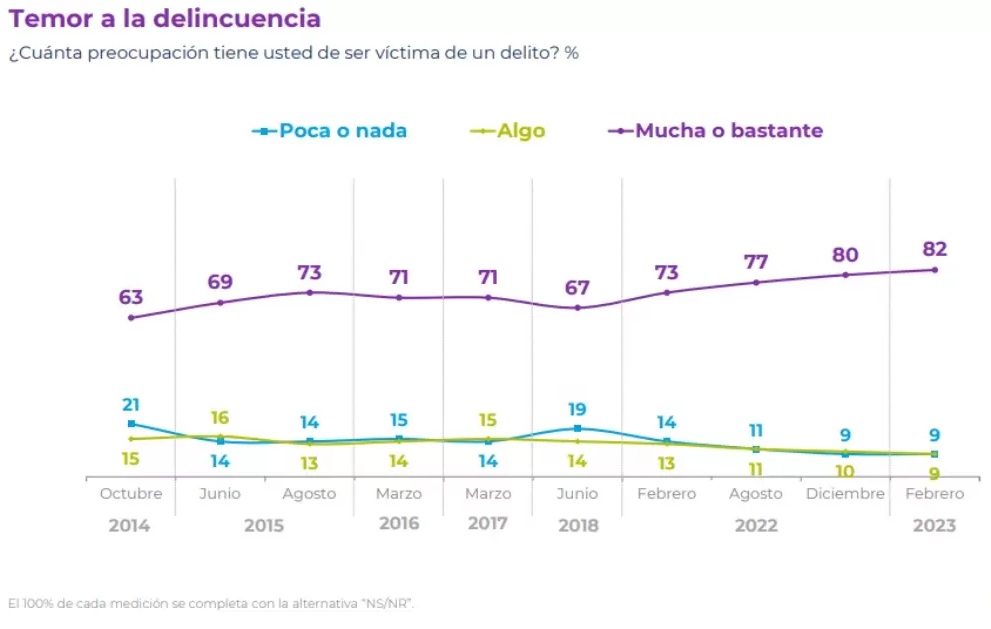 Temor a la delincuencia
¿Cuánta preocupación tiene usted de ser víctima de un delito? %
Poca o nada Algo Mucha o bastante
63 69 73 71 71 67 73 77 80 82
21 16 14 15 15 19 14 11 9 9
15 14 13 14 14 14 13 11 10 9
Octubre Junio Agosto Marzo Marzo Junio Febrero Agosto Diciembre Febrero
2014 2015 2016 2017 2018 2022 2023
El 100% de cada medición se completa con la alternativa "NS/NR".